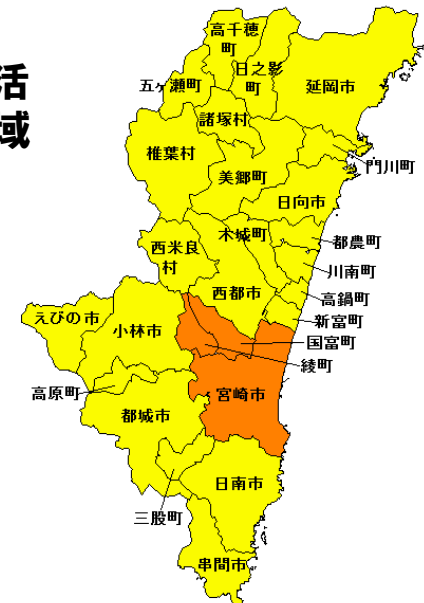 活
域
高千穂
町
日之影
町
延岡市
五ヶ瀬町
諸塚村
椎葉村
門川町
美郷町
日向市
木城町
都農町
西米良
村
川南町
西都市
高鍋町
えびの市
新富町
小林市
国富町
綾町
高原町
宮崎市
都城市
日南市
三股町
串間市